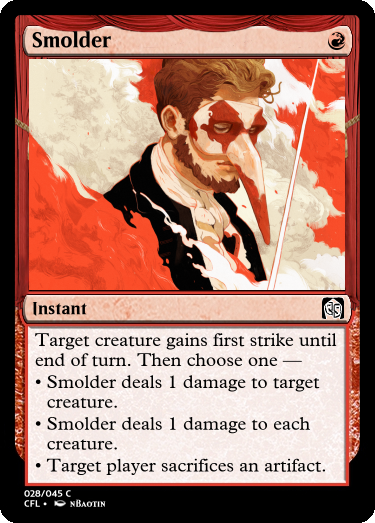 Smolder
Instant
Target creature gains first strike until
end of turn. Then choose one —
• Smolder deals 1 damage to target
creature.
• Smolder deals 1 damage to each
creature.
• Target player sacrifices an artifact.
028/045 C
CFL • NBAOTIN